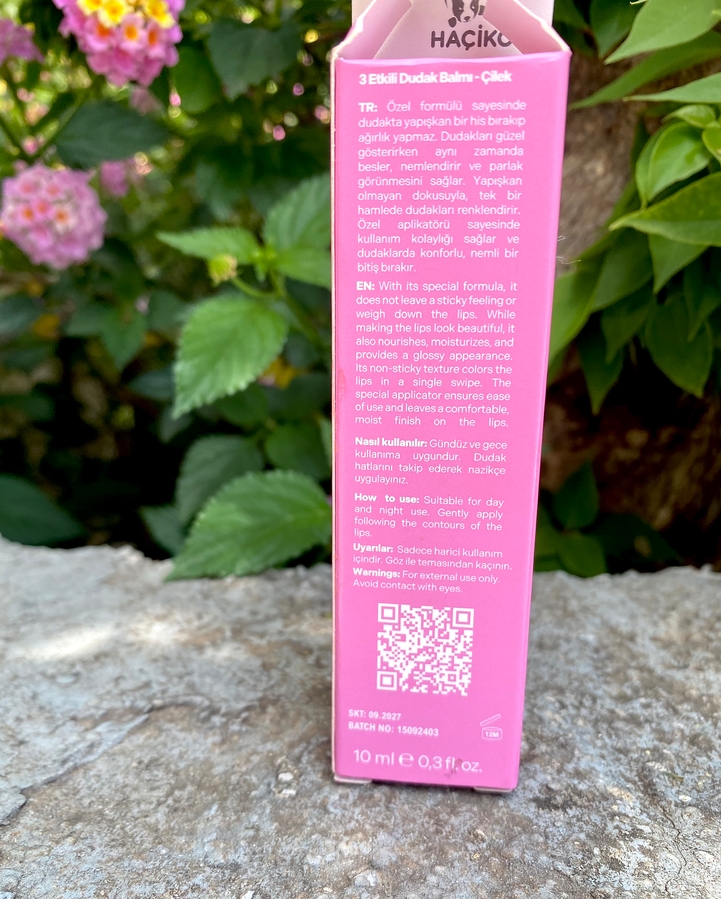 HAÇİKO
3 Etkili Dudak Balmı - Çilek
TR: Özel formülü sayesinde
dudakta yapışkan bir his bırakıp
ağırlık yapmaz. Dudakları güzel
gösterirken aynı zamanda
besler, nemlendirir ve parlak
görünmesini sağlar. Yapışkan
olmayan dokusuyla, tek bir
hamlede dudakları renklendirir.
Özel aplikatörü sayesinde
kullanım kolaylığı sağlar ve
dudaklarda konforlu, nemli bir
bitiş bırakır.
EN: With its special formula, it
does not leave a sticky feeling or
weigh down the lips. While
making the lips look beautiful, it
also nourishes, moisturizes, and
provides a glossy appearance.
Its non-sticky texture colors the
lips in a single swipe. The
special applicator ensures ease
of use and leaves a comfortable,
moist finish on the lips.
Nasıl kullanılır: Gündüz ve gece
kullanıma uygundur. Dudak
hatlarını takip ederek nazikçe
uygulayınız.
How to use: Suitable for day
and night use. Gently apply
following the contours of the
lips.
Uyarılar: Sadece harici kullanım
içindir. Göz ile temasından kaçının.
Warnings: For external use only.
Avoid contact with eyes.
SKT: 09.2027
BATCH NO: 15092403
12M
10 ml ℮ 0,3 fl. oz.